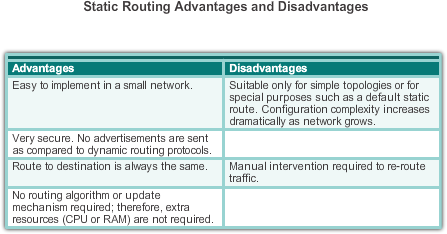 Static Routing Advantages and Disadvantages
Advantages
Disadvantages
Easy to implement in a small network.
Suitable only for simple topologies or for
special purposes such as a default static
route. Configuration complexity increases
dramatically as network grows.
Very secure. No advertisements are sent
as compared to dynamic routing protocols.
Route to destination is always the same.
Manual intervention required to re-route
traffic.
No routing algorithm or update
mechanism required; therefore, extra
resources (CPU or RAM) are not required.